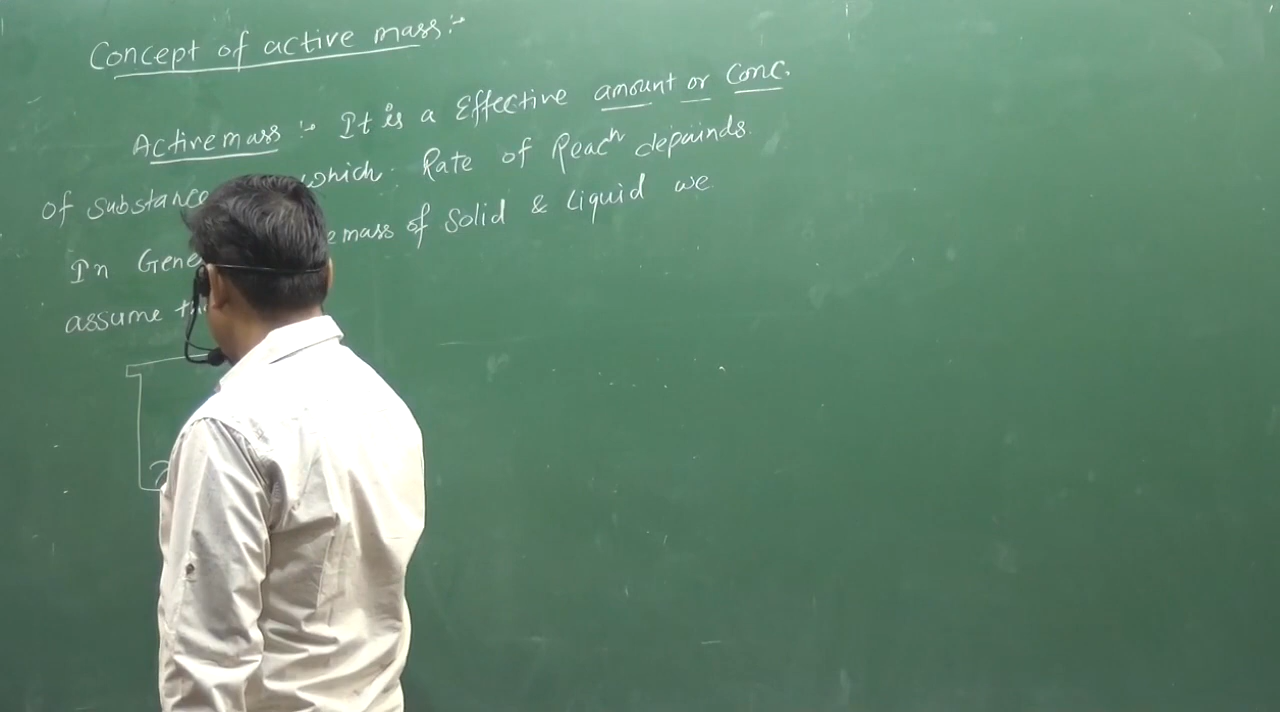 Concept of active mass :-
Active mass :- It is a Effective amount or Conc.
of substance which Rate of Reacn depainds.
In Gene mass of Solid & Liquid we
assume